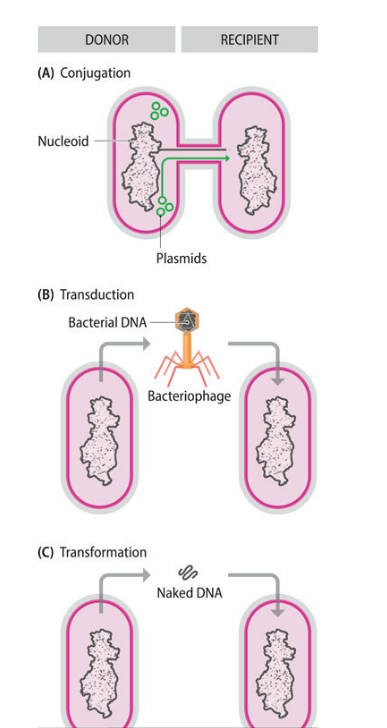 DONOR RECIPIENT
(A) Conjugation
Nucleoid
Plasmids
(B) Transduction
Bacterial DNA
Bacteriophage
(C) Transformation
Naked DNA